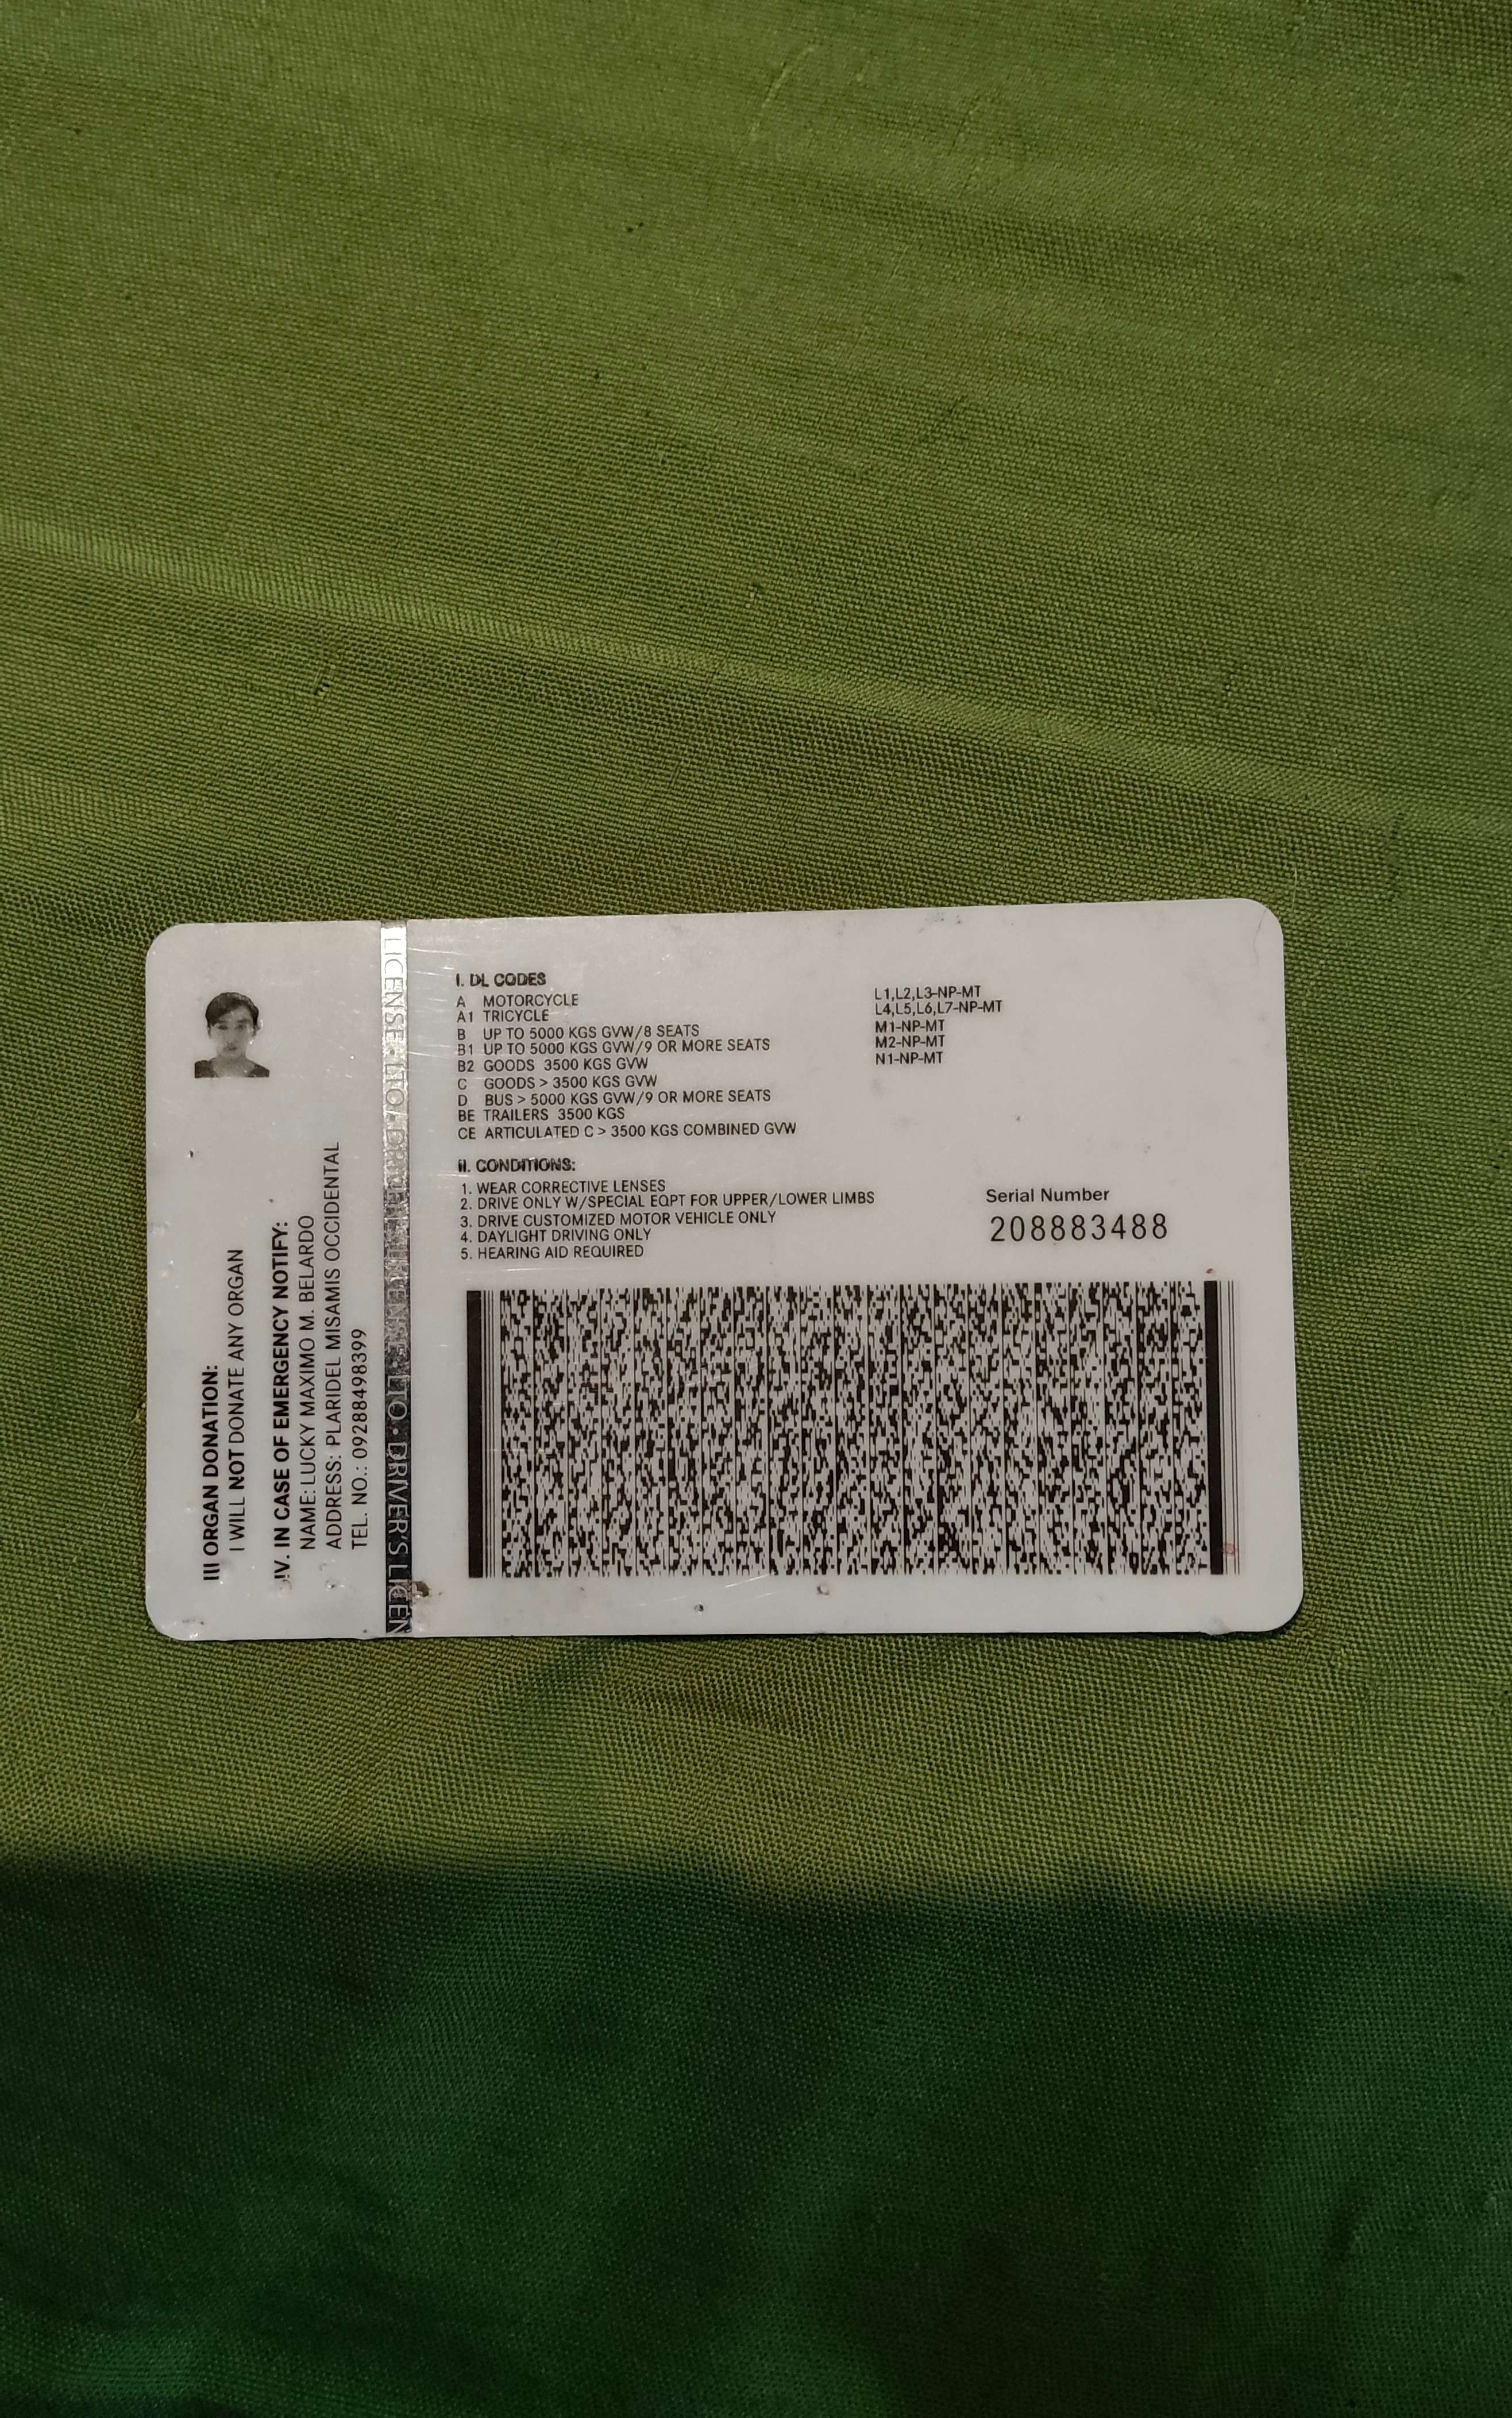 I. DL CODES
A MOTORCYCLE L1,L2,L3-NP-MT
A1 TRICYCLE L4,L5,L6,L7-NP-MT
B UP TO 5000 KGS GVW/8 SEATS M1-NP-MT
B1 UP TO 5000 KGS GVW/9 OR MORE SEATS M2-NP-MT
B2 GOODS 3500 KGS GVW N1-NP-MT
C GOODS > 3500 KGS GVW
D BUS > 5000 KGS GVW/9 OR MORE SEATS
BE TRAILERS 3500 KGS
CE ARTICULATED C > 3500 KGS COMBINED GVW
II. CONDITIONS:
1. WEAR CORRECTIVE LENSES
2. DRIVE ONLY W/SPECIAL EQPT FOR UPPER/LOWER LIMBS
3. DRIVE CUSTOMIZED MOTOR VEHICLE ONLY
4. DAYLIGHT DRIVING ONLY
5. HEARING AID REQUIRED
Serial Number
208883488
III ORGAN DONATION:
I WILL NOT DONATE ANY ORGAN
IV. IN CASE OF EMERGENCY NOTIFY:
NAME: LUCKY MAXIMO M. BELARDO
ADDRESS: PLARIDEL MISAMIS OCCIDENTAL
TEL. NO.: 09288498399
LICENSE • LTO • DRIVER'S LICENSE • LTO • DRIVER'S LICEN